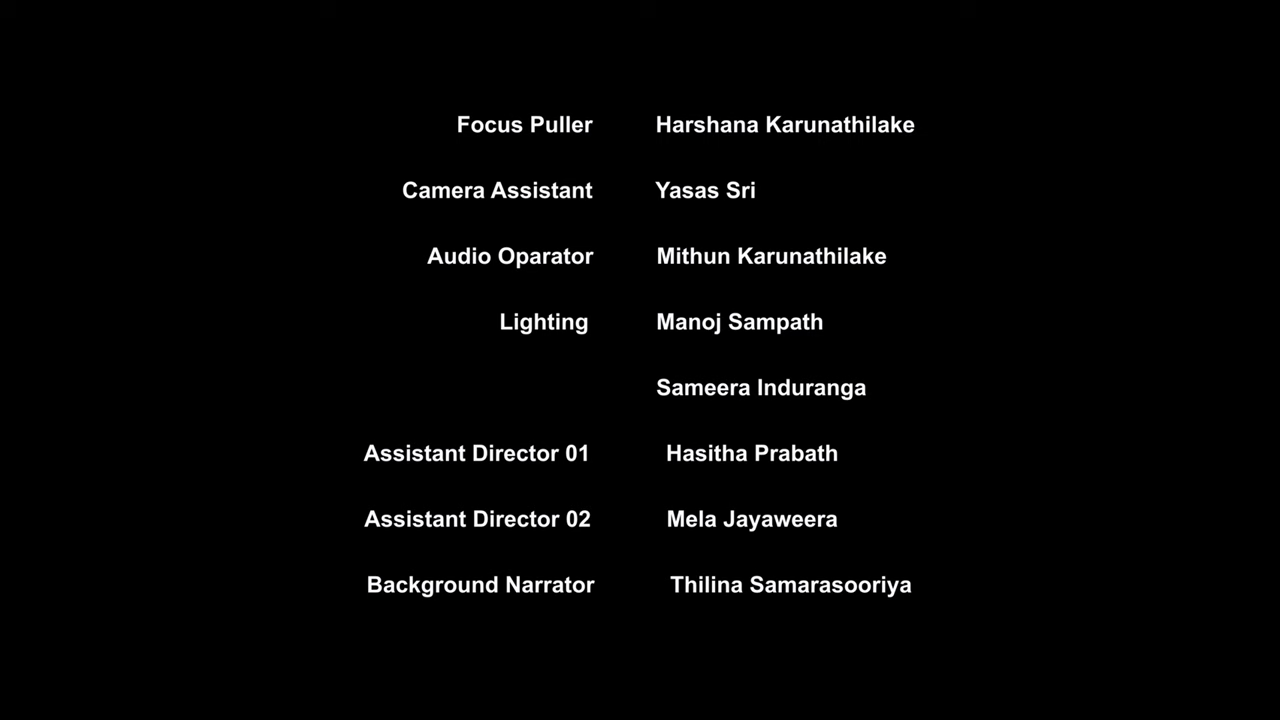 Focus Puller Harshana Karunathilake
Camera Assistant Yasas Sri
Audio Oparator Mithun Karunathilake
Lighting Manoj Sampath
Sameera Induranga
Assistant Director 01 Hasitha Prabath
Assistant Director 02 Mela Jayaweera
Background Narrator Thilina Samarasooriya